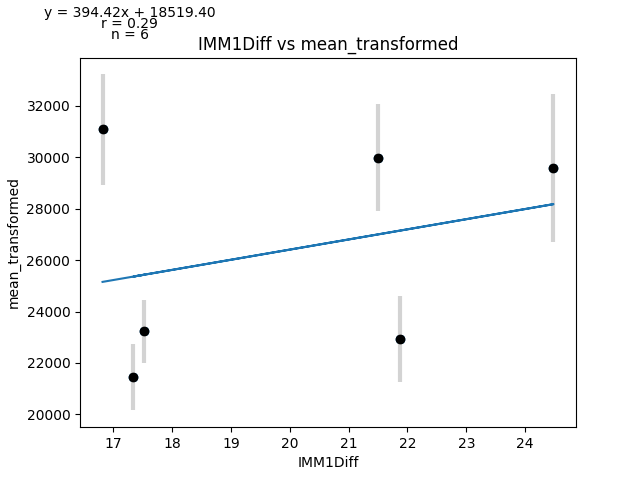 y = 394.42x + 18519.40
r = 0.29
n = 6
IMM1Diff vs mean_transformed
mean_transformed
32000
30000
28000
26000
24000
22000
20000
17 18 19 20 21 22 23 24
IMM1Diff